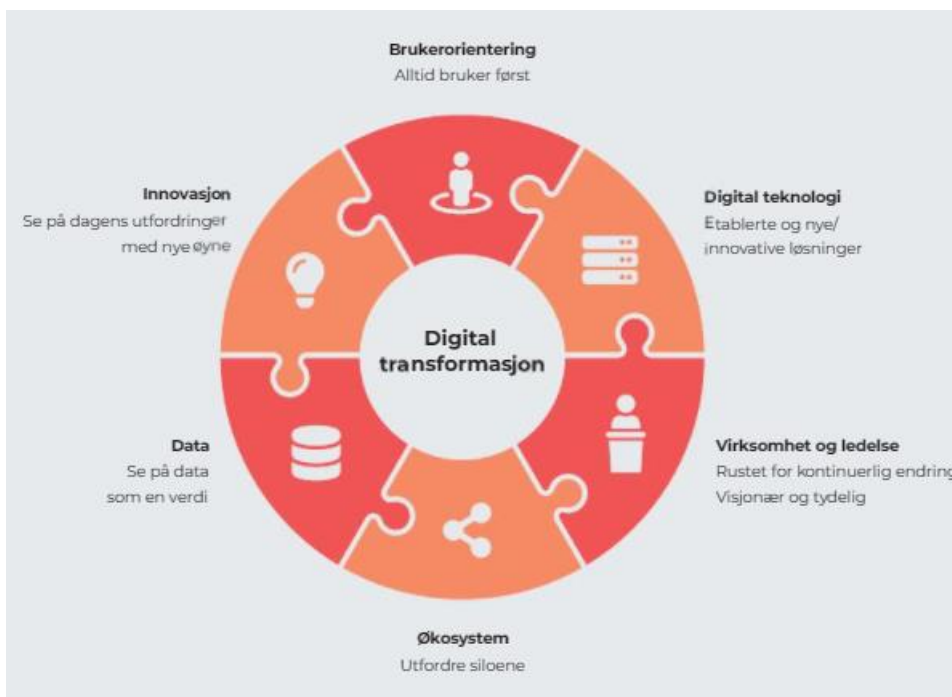 Brukerorientering
Alltid bruker først
Innovasjon
Se på dagens utfordringer
med nye øyne
Digital teknologi
Etablerte og nye/
innovative løsninger
Digital
transformasjon
Data
Se på data
som en verdi
Virksomhet og ledelse
Rustet for kontinuerlig endring
Visjonær og tydelig
Økosystem
Utfordre siloene